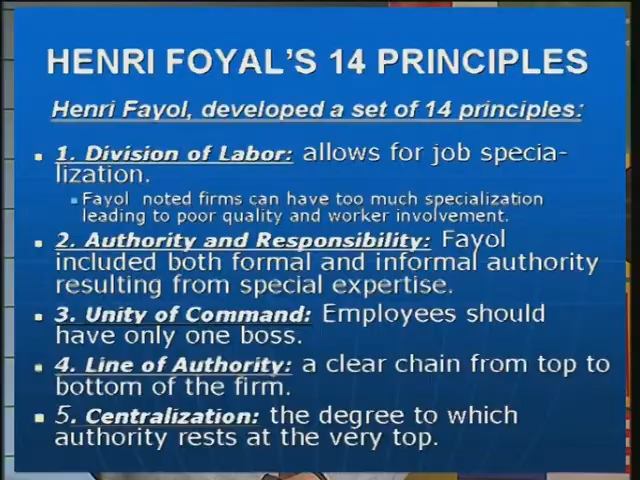 HENRI FOYAL'S 14 PRINCIPLES
Henri Fayol, developed a set of 14 principles:
1. Division of Labor: allows for job specia-
lization.
Fayol noted firms can have too much specialization
leading to poor quality and worker involvement.
2. Authority and Responsibility: Fayol
included both formal and informal authority
resulting from special expertise.
3. Unity of Command: Employees should
have only one boss.
4. Line of Authority: a clear chain from top to
bottom of the firm.
5. Centralization: the degree to which
authority rests at the very top.